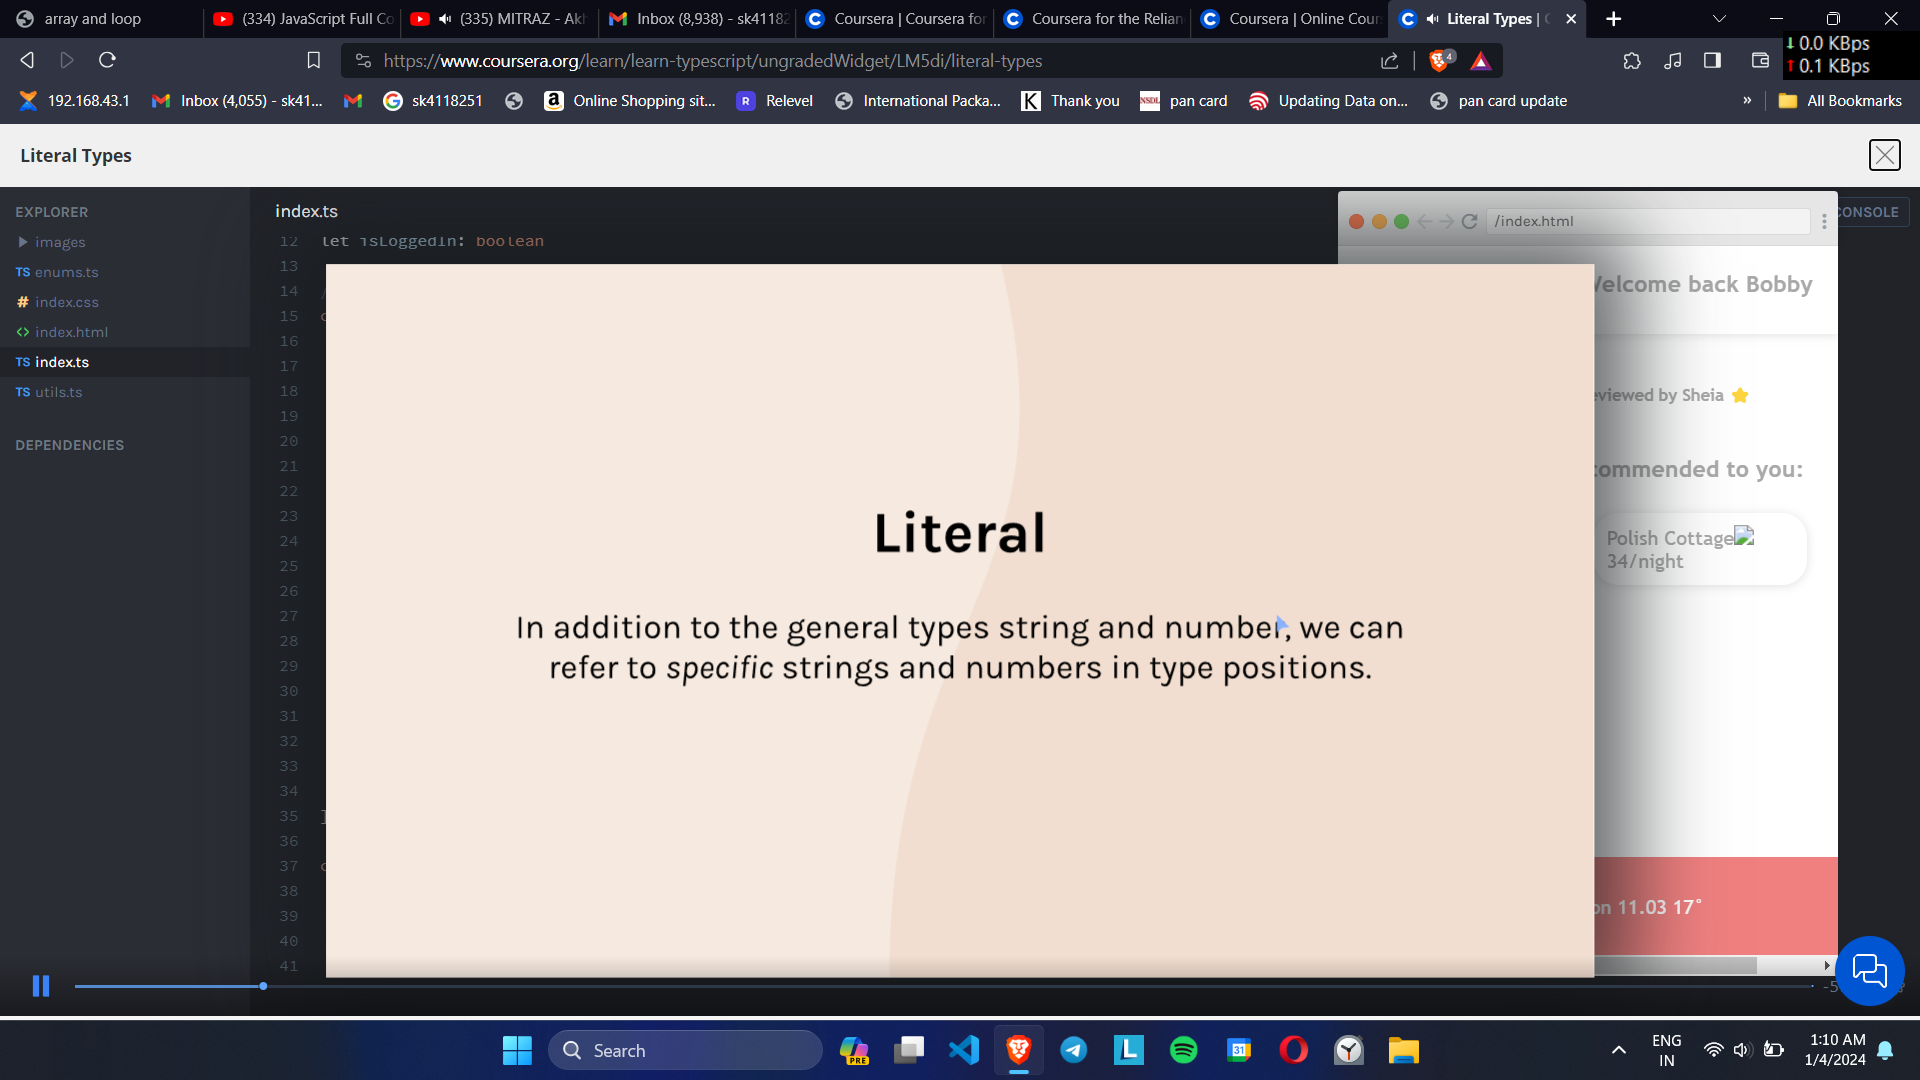 array and loop
(334) JavaScript Full Co
(335) MITRAZ - Ak
Inbox (8,938) - sk4118
Coursera | Coursera for
Coursera for the Relian
Coursera | Online Cour
Literal Types |
0.0 KBps
0.1 KBps
https://www.coursera.org/learn/learn-typescript/ungradedWidget/LM5di/literal-types
4
192.168.43.1
Inbox (4,055) - sk41...
sk4118251
Online Shopping sit...
Relevel
International Packa...
Thank you
pan card
Updating Data on...
pan card update
»
All Bookmarks
Literal Types
EXPLORER
images
TS enums.ts
# index.css
<> index.html
TS index.ts
TS utils.ts
DEPENDENCIES
index.ts
12 let isLoggedIn: boolean
13
14
15
16
17
18
19
20
21
22
23
24
25
26
27
28
29
30
31
32
33
34
35 ]
36
37
38
39
40
41
Literal
In addition to the general types string and number, we can
refer to specific strings and numbers in type positions.
/index.html
CONSOLE
Welcome back Bobby
eviewed by Sheia
commended to you:
Polish Cottage
34/night
on 11.03 17°
Search
PRE
31
ENG
IN
1:10 AM
1/4/2024